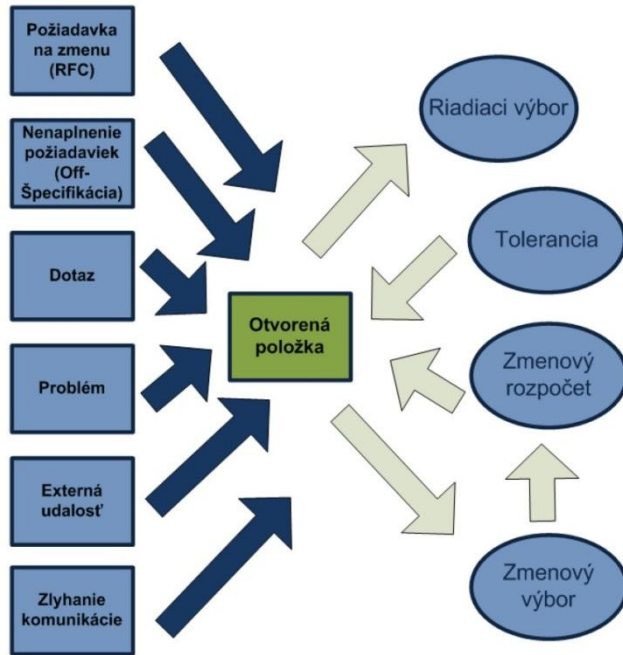 Požiadavka
na zmenu
(RFC)
Nenaplnenie
požiadaviek
(Off-
Špecifikácia)
Dotaz
Problém
Externá
udalosť
Zlyhanie
komunikácie
Otvorená
položka
Riadiaci výbor
Tolerancia
Zmenový
rozpočet
Zmenový
výbor